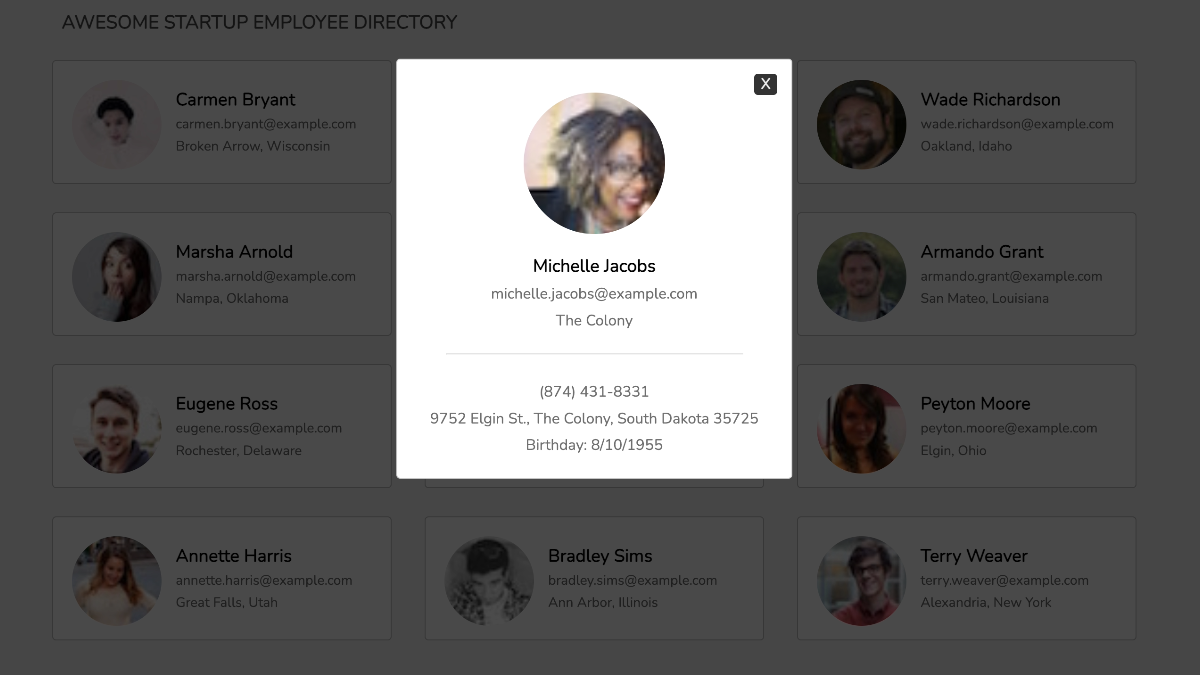 AWESOME STARTUP EMPLOYEE DIRECTORY
Carmen Bryant
carmen.bryant@example.com
Broken Arrow, Wisconsin
X
Michelle Jacobs
michelle.jacobs@example.com
The Colony
(874) 431-8331
9752 Elgin St., The Colony, South Dakota 35725
Birthday: 8/10/1955
Wade Richardson
wade.richardson@example.com
Oakland, Idaho
Marsha Arnold
marsha.arnold@example.com
Nampa, Oklahoma
Armando Grant
armando.grant@example.com
San Mateo, Louisiana
Eugene Ross
eugene.ross@example.com
Rochester, Delaware
Peyton Moore
peyton.moore@example.com
Elgin, Ohio
Annette Harris
annette.harris@example.com
Great Falls, Utah
Bradley Sims
bradley.sims@example.com
Ann Arbor, Illinois
Terry Weaver
terry.weaver@example.com
Alexandria, New York